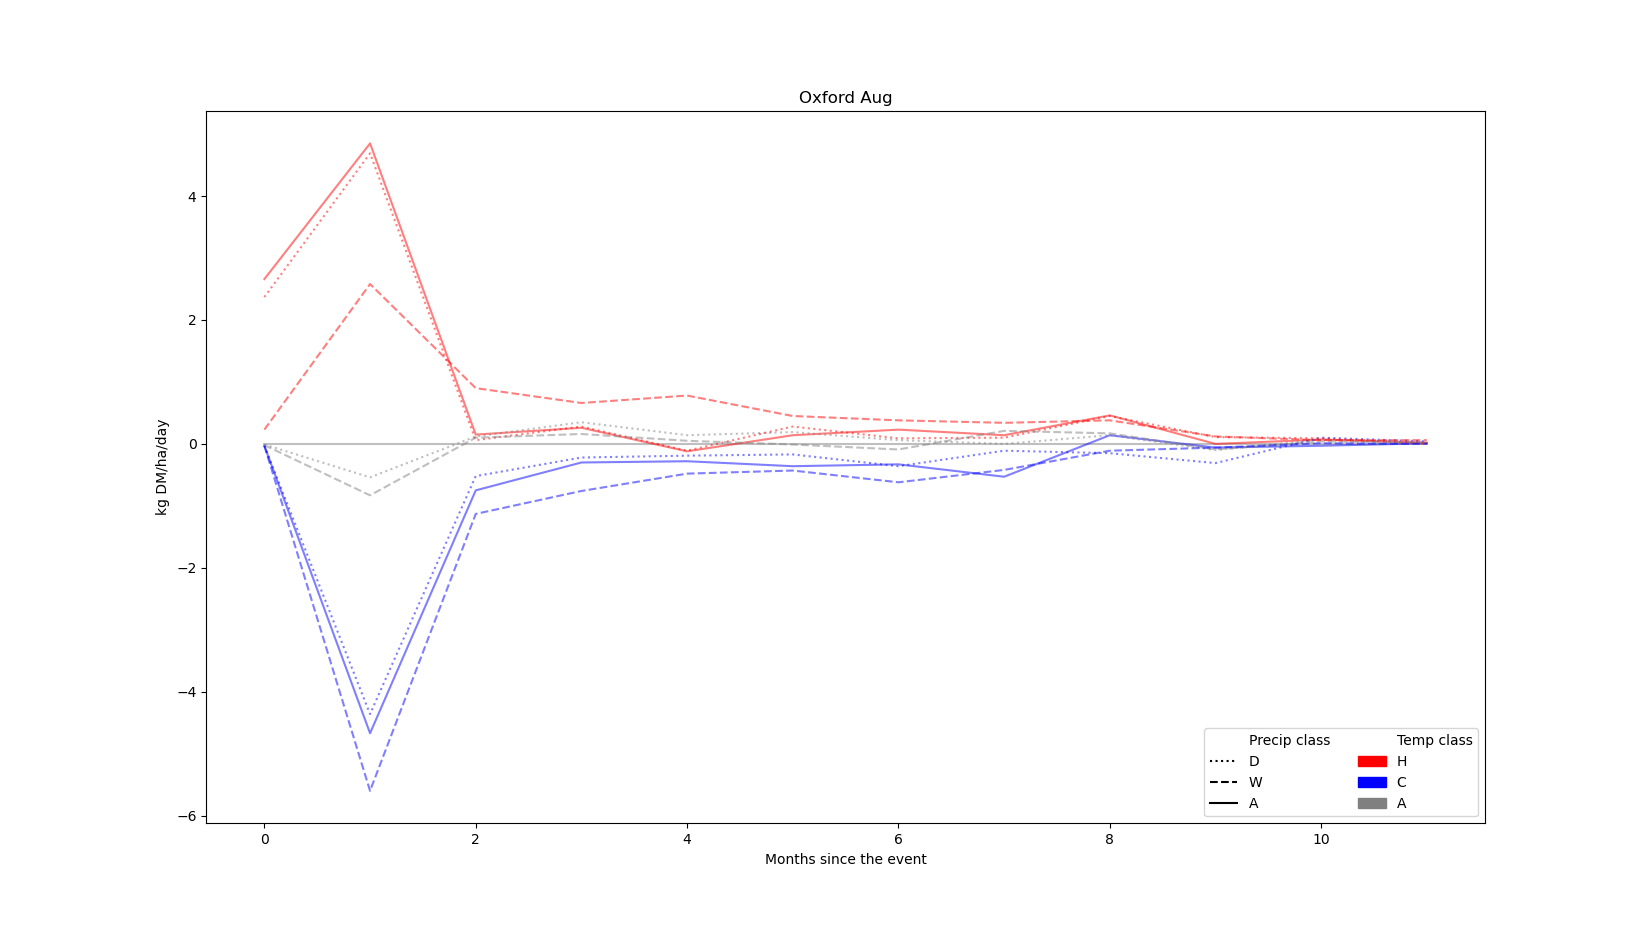 Oxford Aug
kg DM/ha/day
4
2
0
−2
−4
−6
0 2 4 6 8 10
Months since the event
Precip class Temp class
D H
W C
A A